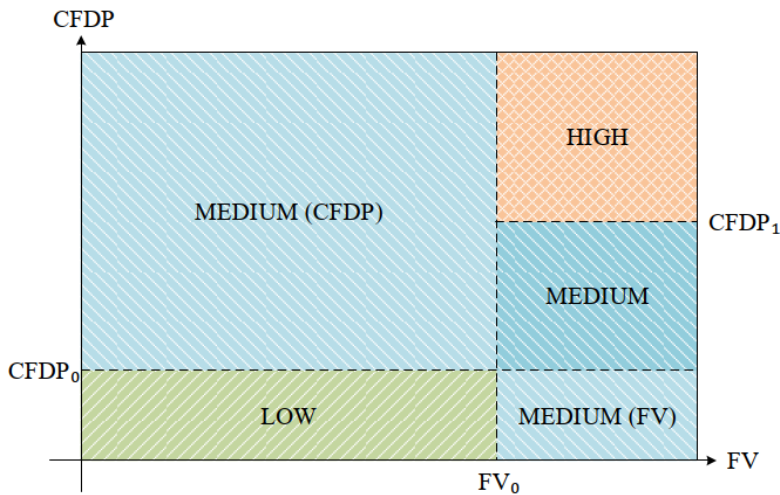 CFDP
HIGH
MEDIUM (CFDP)
CFDP₁
MEDIUM
CFDP₀
LOW
MEDIUM (FV)
FV
FV₀